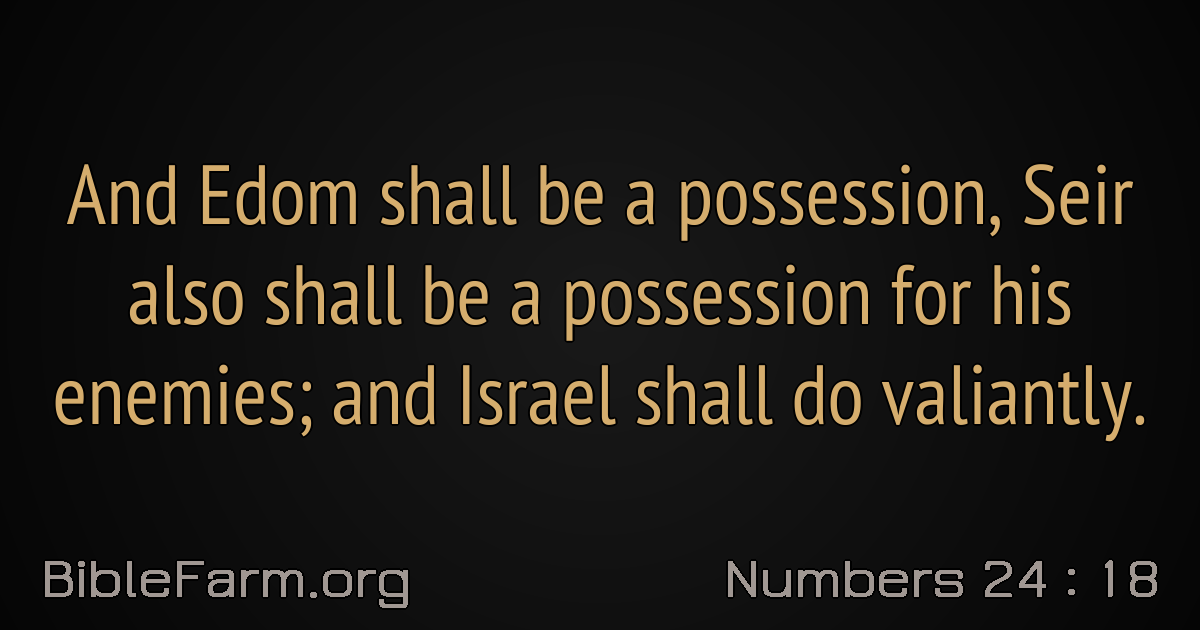 And Edom shall be a possession, Seir
also shall be a possession for his
enemies; and Israel shall do valiantly.
BibleFarm.org
Numbers 24 : 18